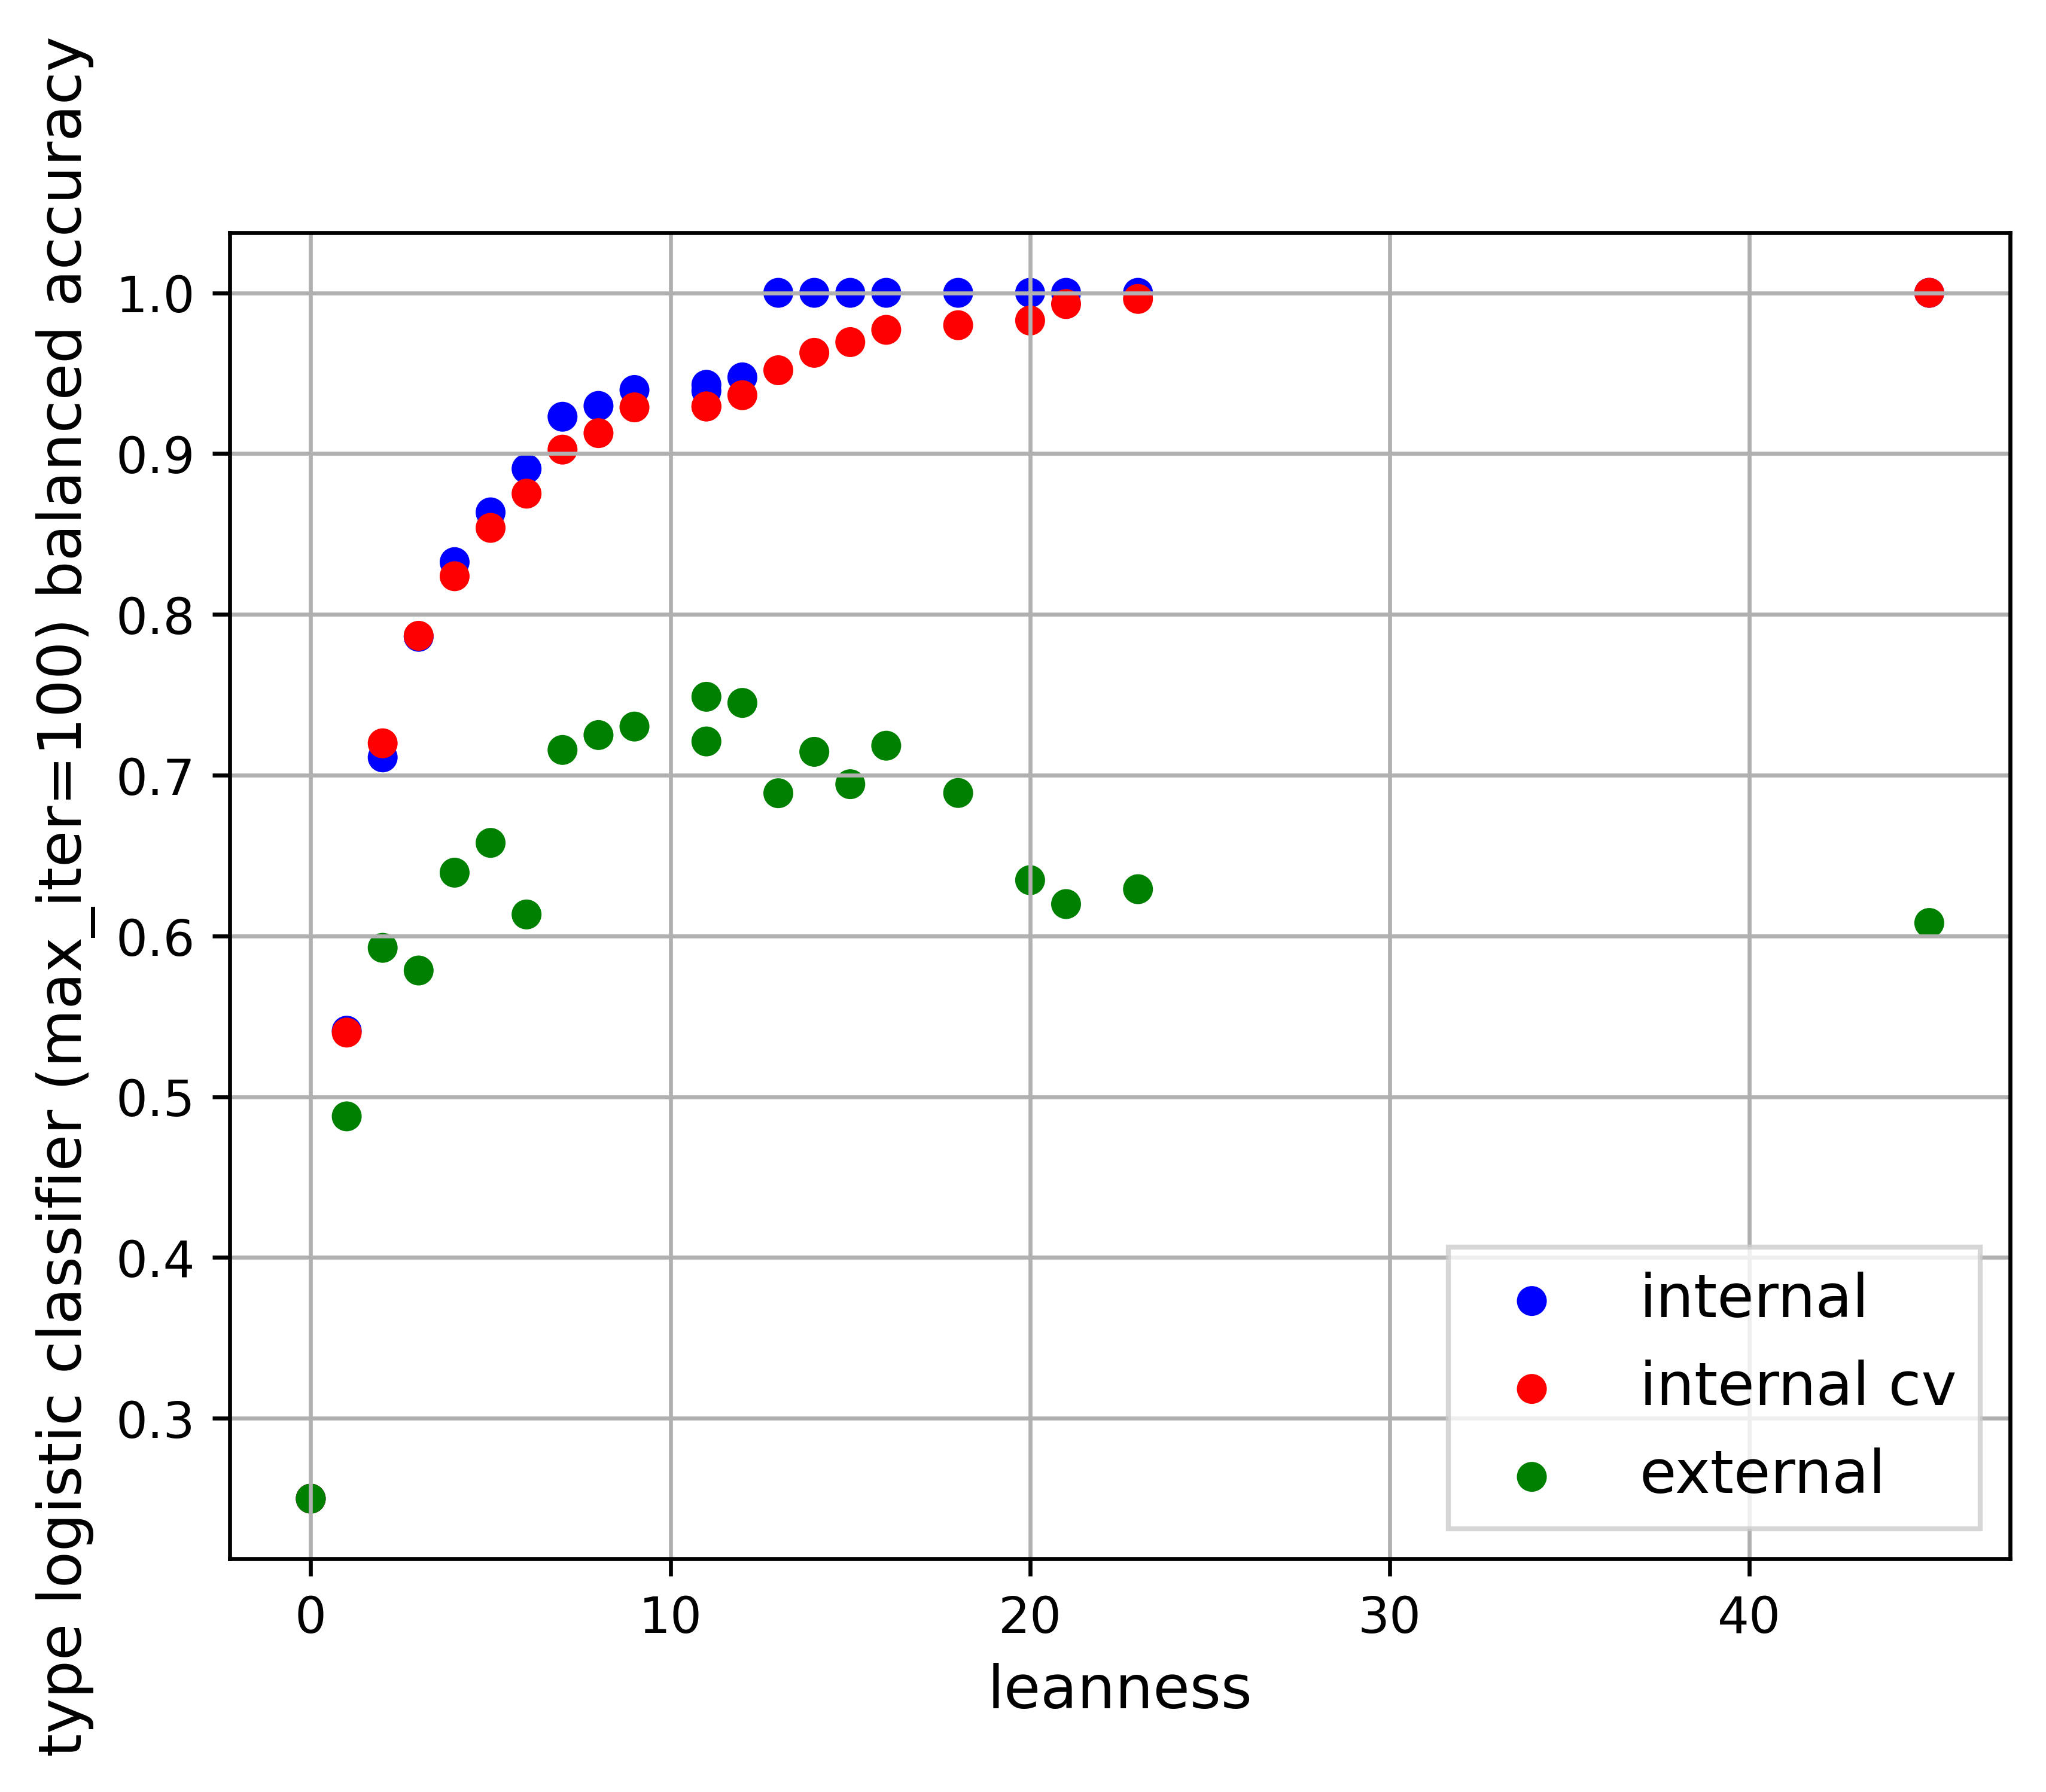 type logistic classifier (max_iter=100) balanced accuracy
1.0
0.9
0.8
0.7
0.6
0.5
0.4
0.3
internal
internal cv
external
0 10 20 30 40
leanness